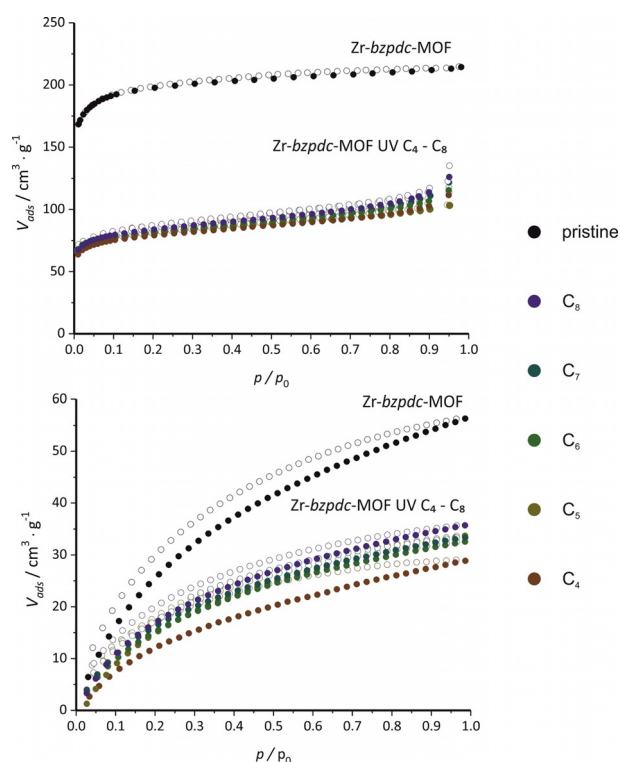 250
200
150
100
50
0
V_ads / cm³ · g⁻¹
Zr-bzpdc-MOF
Zr-bzpdc-MOF UV C₄ - C₈
0.0 0.1 0.2 0.3 0.4 0.5 0.6 0.7 0.8 0.9 1.0
p / p₀
60
50
40
30
20
10
0
V_ads / cm³ · g⁻¹
Zr-bzpdc-MOF
Zr-bzpdc-MOF UV C₄ - C₈
0.0 0.1 0.2 0.3 0.4 0.5 0.6 0.7 0.8 0.9 1.0
p / p₀
pristine
C₈
C₇
C₆
C₅
C₄